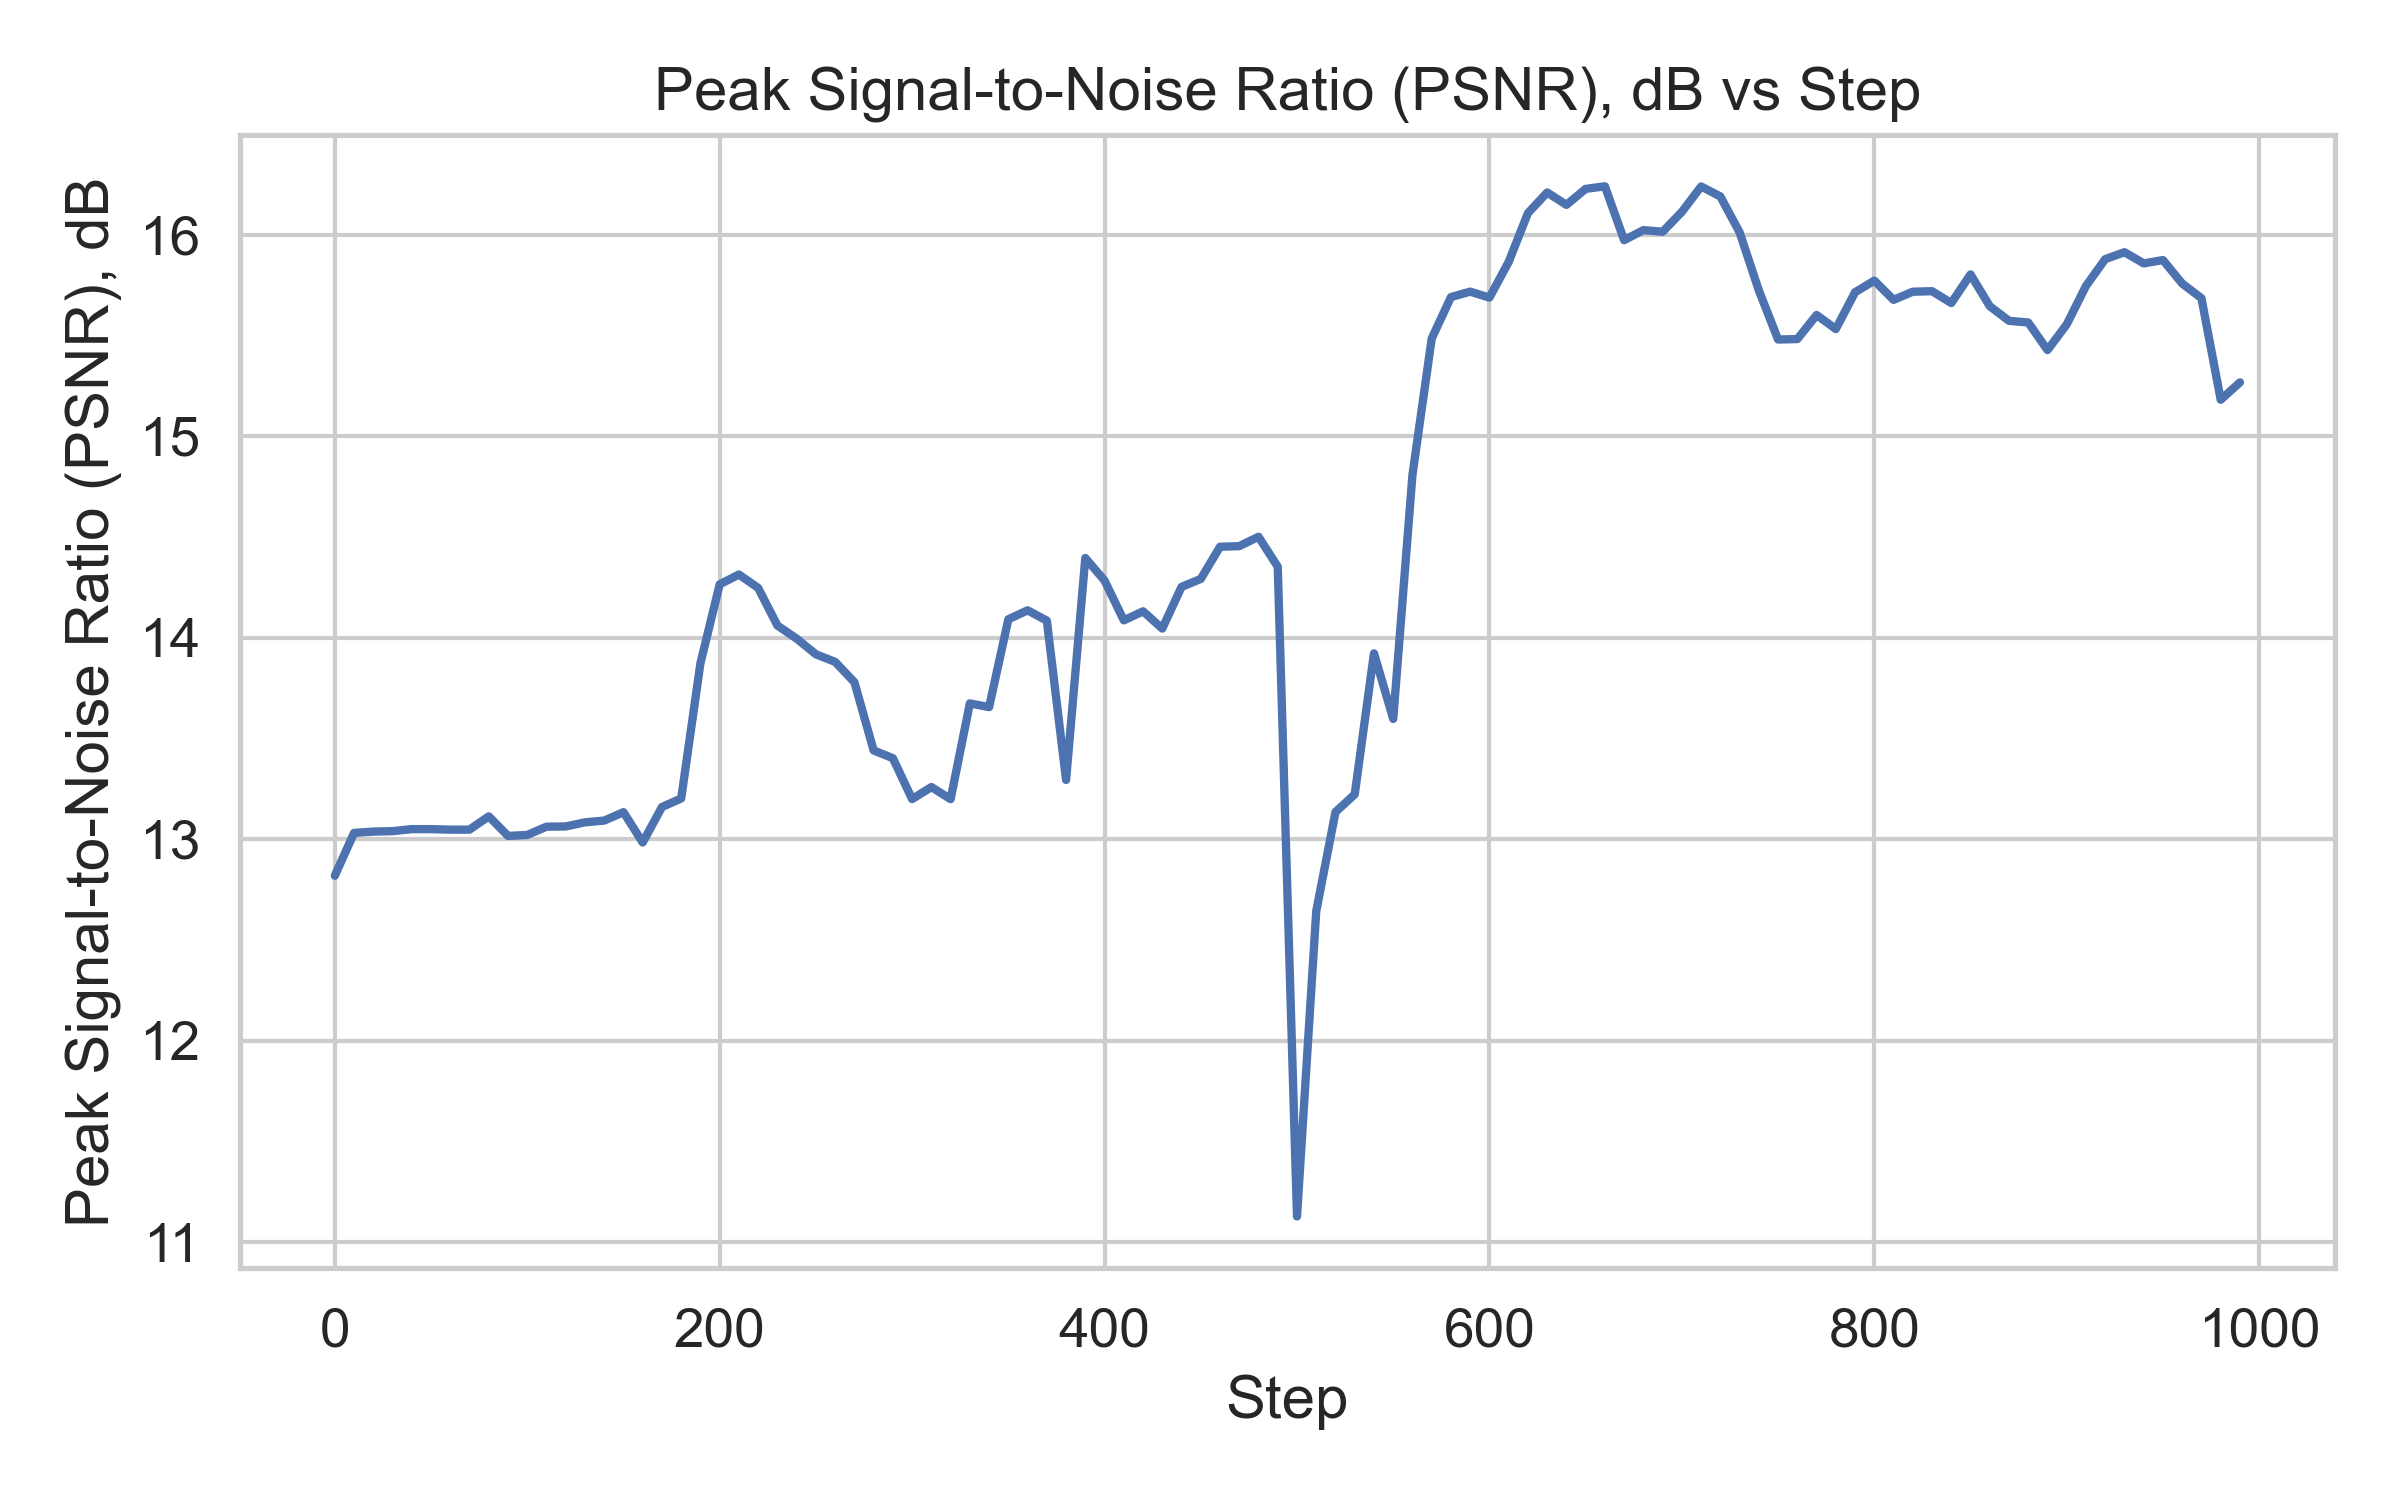 Peak Signal-to-Noise Ratio (PSNR), dB vs Step
Peak Signal-to-Noise Ratio (PSNR), dB
16
15
14
13
12
11
0 200 400 600 800 1000
Step